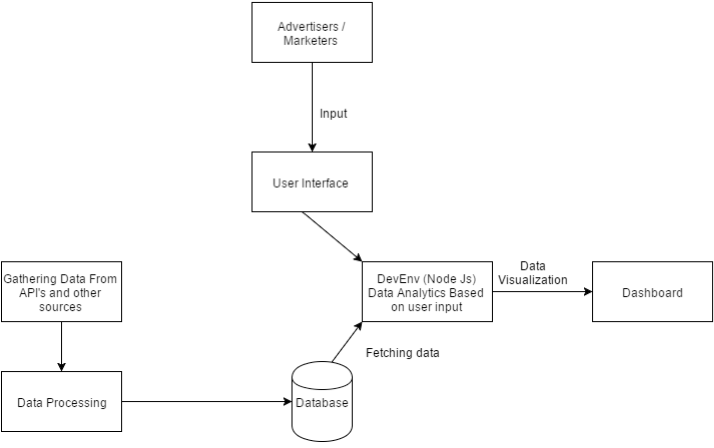 Advertisers /
Marketers
Input
User Interface
Gathering Data From
API's and other
sources
DevEnv (Node Js)
Data Analytics Based
on user input
Data
Visualization
Dashboard
Fetching data
Data Processing
Database